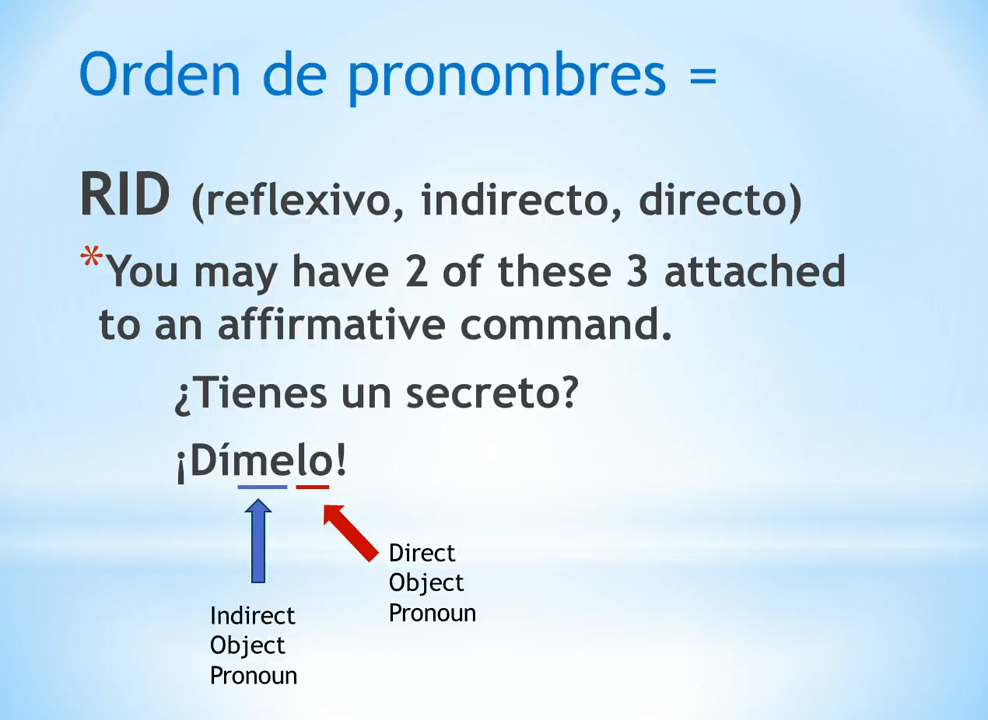 Orden de pronombres =
RID (reflexivo, indirecto, directo)
*You may have 2 of these 3 attached
to an affirmative command.
¿Tienes un secreto?
¡Dímelo!
Direct
Object
Pronoun
Indirect
Object
Pronoun